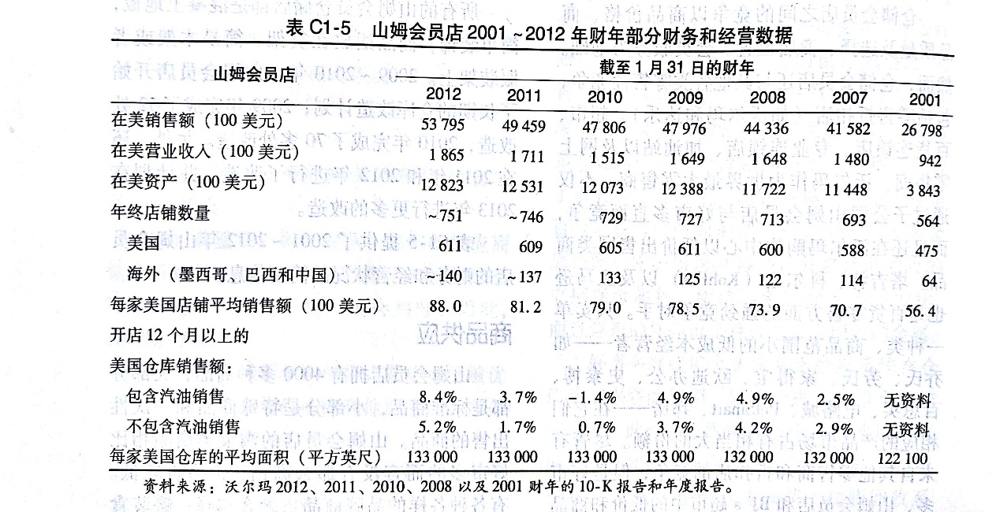 表 C1-5 山姆会员店 2001 ~ 2012 年财年部分财务和经营数据
山姆会员店 截至 1 月 31 日的财年
2012 2011 2010 2009 2008 2007 2001
在美销售额（100 美元） 53 795 49 459 47 806 47 976 44 336 41 582 26 798
在美营业收入（100 美元） 1 865 1 711 1 515 1 649 1 648 1 480 942
在美资产（100 美元） 12 823 12 531 12 073 12 388 11 722 11 448 3 843
年终店铺数量 ~751 ~746 729 727 713 693 564
美国 611 609 605 611 600 588 475
海外（墨西哥，巴西和中国） ~140 ~137 133 125 122 114 64
每家美国店铺平均销售额（100 美元） 88.0 81.2 79.0 78.5 73.9 70.7 56.4
开店 12 个月以上的
美国仓库销售额：
包含汽油销售 8.4% 3.7% −1.4% 4.9% 4.9% 2.5% 无资料
不包含汽油销售 5.2% 1.7% 0.7% 3.7% 4.2% 2.9% 无资料
每家美国仓库的平均面积（平方英尺） 133 000 133 000 133 000 133 000 132 000 132 000 122 100
资料来源：沃尔玛 2012、2011、2010、2008 以及 2001 财年的 10-K 报告和年度报告。